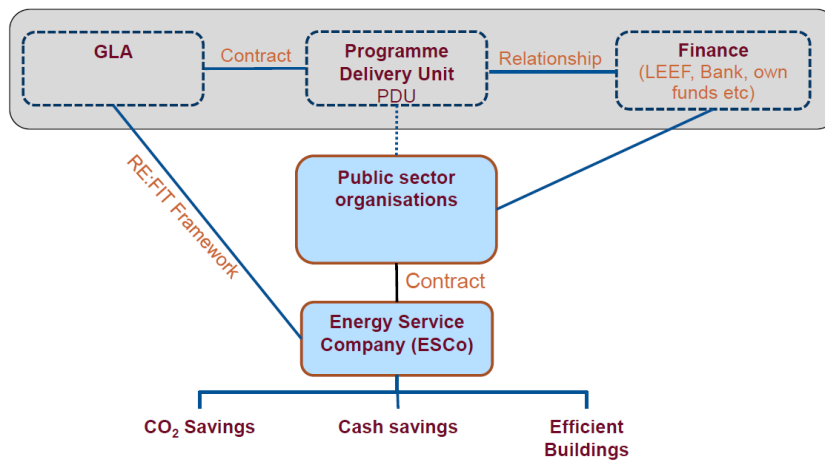 GLA
Contract
Programme
Delivery Unit
PDU
Relationship
Finance
(LEEF, Bank, own
funds etc)
RE:FIT Framework
Public sector
organisations
Contract
Energy Service
Company (ESCo)
CO₂ Savings
Cash savings
Efficient
Buildings